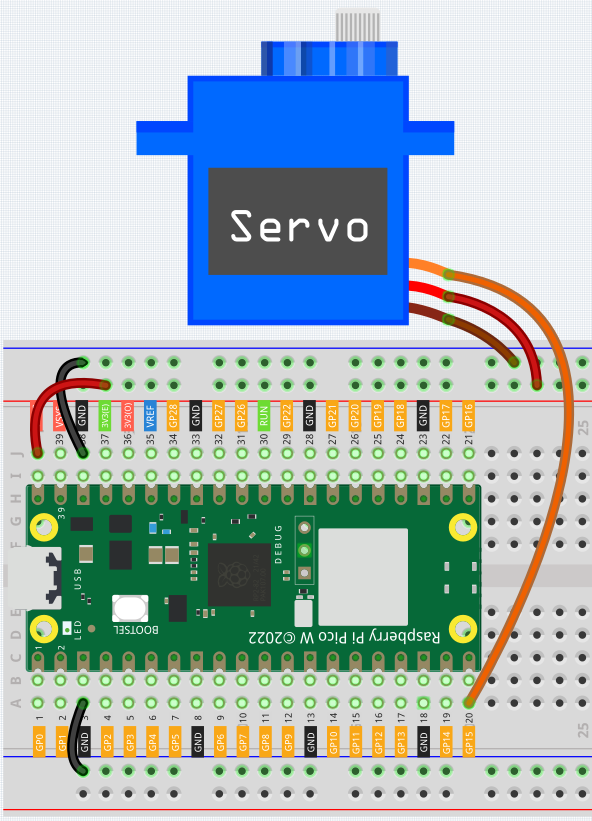 Servo
VSYS
GND
3V3(E)
3V3(O)
VREF
GP28
GND
GP27
GP26
RUN
GP22
GND
GP21
GP20
GP19
GP18
GND
GP17
GP16
39
38
37
36
35
34
33
32
31
30
29
28
27
26
25
24
23
22
21
25
J
I
H
G
F
39
DEBUG
USB
BOOTSEL
LED
Raspberry Pi Pico W ©2022
1
2
E
D
C
B
A
1
2
3
4
5
6
7
8
9
10
11
12
13
14
15
16
17
18
19
20
25
GP0
GP1
GND
GP2
GP3
GP4
GP5
GND
GP6
GP7
GP8
GP9
GND
GP10
GP11
GP12
GP13
GND
GP14
GP15